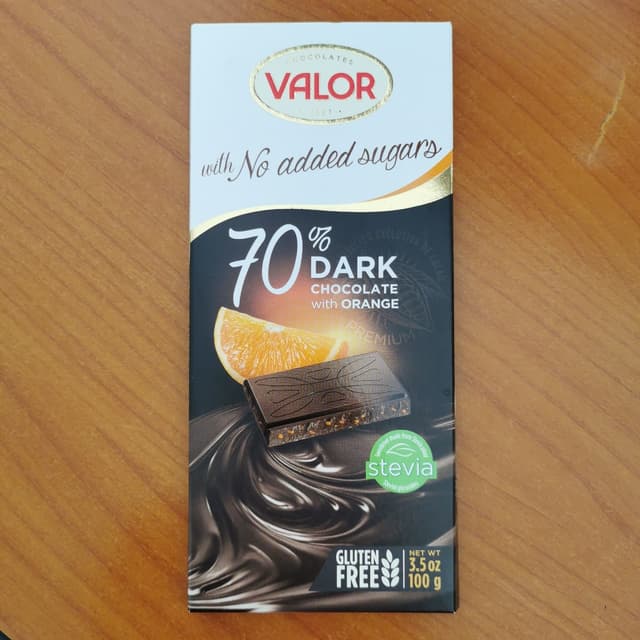 CHOCOLATES
VALOR
with No added sugars
70%
DARK
CHOCOLATE
with ORANGE
PREMIUM
stevia
GLUTEN
FREE
NET WT
3.5 oz
100 g